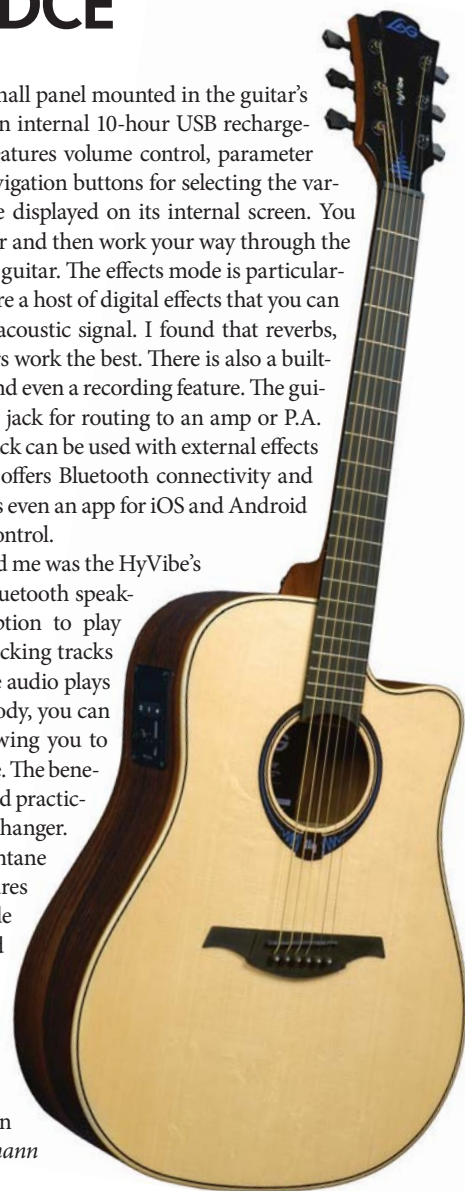 DCE
mall panel mounted in the guitar's
n internal 10-hour USB recharge-
eatures volume control, parameter
vigation buttons for selecting the var-
e displayed on its internal screen. You
r and then work your way through the
guitar. The effects mode is particular-
re a host of digital effects that you can
acoustic signal. I found that reverbs,
rs work the best. There is also a built-
nd even a recording feature. The gui-
jack for routing to an amp or P.A.
ck can be used with external effects
offers Bluetooth connectivity and
s even an app for iOS and Android
ontrol.
d me was the HyVibe's
uetooth speak-
ption to play
cking tracks
e audio plays
ody, you can
wing you to
e. The bene-
d practic-
hanger.
ntane
res
le
d
n
ann
LAG
HyVibe